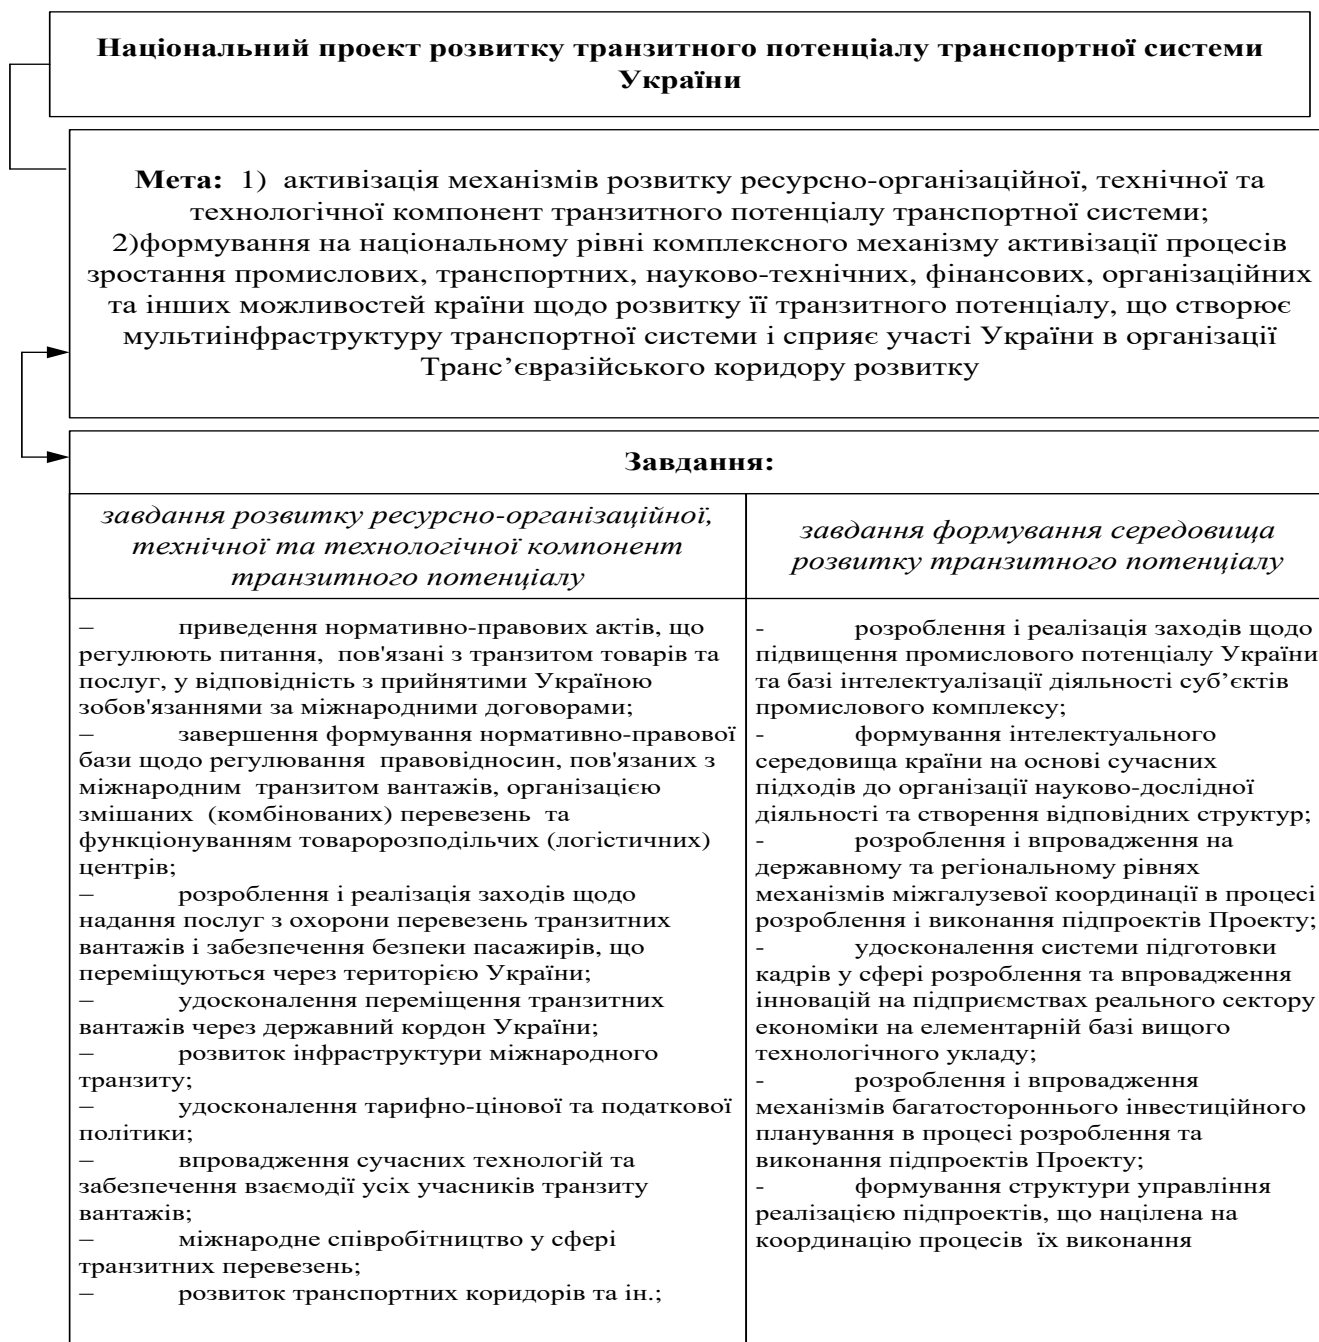 Національний проект розвитку транзитного потенціалу транспортної системи
України
Мета: 1) активізація механізмів розвитку ресурсно-організаційної, технічної та
технологічної компонент транзитного потенціалу транспортної системи;
2)формування на національному рівні комплексного механізму активізації процесів
зростання промислових, транспортних, науково-технічних, фінансових, організаційних
та інших можливостей країни щодо розвитку її транзитного потенціалу, що створює
мультиінфраструктуру транспортної системи і сприяє участі України в організації
Транс’євразійського коридору розвитку
Завдання:
завдання розвитку ресурсно-організаційної,
технічної та технологічної компонент
транзитного потенціалу
– приведення нормативно-правових актів, що
регулюють питання, пов'язані з транзитом товарів та
послуг, у відповідність з прийнятими Україною
зобов'язаннями за міжнародними договорами;
– завершення формування нормативно-правової
бази щодо регулювання правовідносин, пов'язаних з
міжнародним транзитом вантажів, організацією
змішаних (комбінованих) перевезень та
функціонуванням товаророзподільчих (логістичних)
центрів;
– розроблення і реалізація заходів щодо
надання послуг з охорони перевезень транзитних
вантажів і забезпечення безпеки пасажирів, що
переміщуються через територією України;
– удосконалення переміщення транзитних
вантажів через державний кордон України;
– розвиток інфраструктури міжнародного
транзиту;
– удосконалення тарифно-цінової та податкової
політики;
– впровадження сучасних технологій та
забезпечення взаємодії усіх учасників транзиту
вантажів;
– міжнародне співробітництво у сфері
транзитних перевезень;
– розвиток транспортних коридорів та ін.;
завдання формування середовища
розвитку транзитного потенціалу
- розроблення і реалізація заходів щодо
підвищення промислового потенціалу України
та базі інтелектуалізації діяльності суб’єктів
промислового комплексу;
- формування інтелектуального
середовища країни на основі сучасних
підходів до організації науково-дослідної
діяльності та створення відповідних структур;
- розроблення і впровадження на
державному та регіональному рівнях
механізмів міжгалузевої координації в процесі
розроблення і виконання підпроектів Проекту;
- удосконалення системи підготовки
кадрів у сфері розроблення та впровадження
інновацій на підприємствах реального сектору
економіки на елементарній базі вищого
технологічного укладу;
- розроблення і впровадження
механізмів багатостороннього інвестиційного
планування в процесі розроблення та
виконання підпроектів Проекту;
- формування структури управління
реалізацією підпроектів, що націлена на
координацію процесів їх виконання